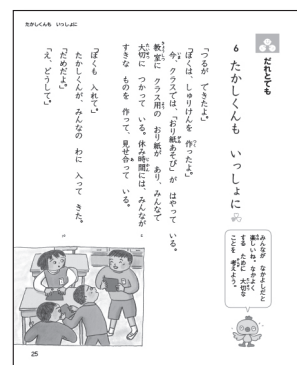 たかしくんも いっしょに
だれとでも
6 たかしくんも いっしょに
みんなが なかよしだと
楽しいね。なかよく
する ために 大切な
ことを 考えよう。
「つるが できたよ。」
「ぼくは、しゅりけんを 作ったよ。」
今、クラスでは、「おり紙あそび」が はやって いる。
教室に クラス用の おり紙が あり、みんなで
大切に つかって いる。休み時間には、みんなが
すきな ものを 作って、見せ合って いる。
「ぼくも 入れて。」
たかしくんが、みんなの わに 入って きた。
「だめだよ。」
「え、どうして。」
25